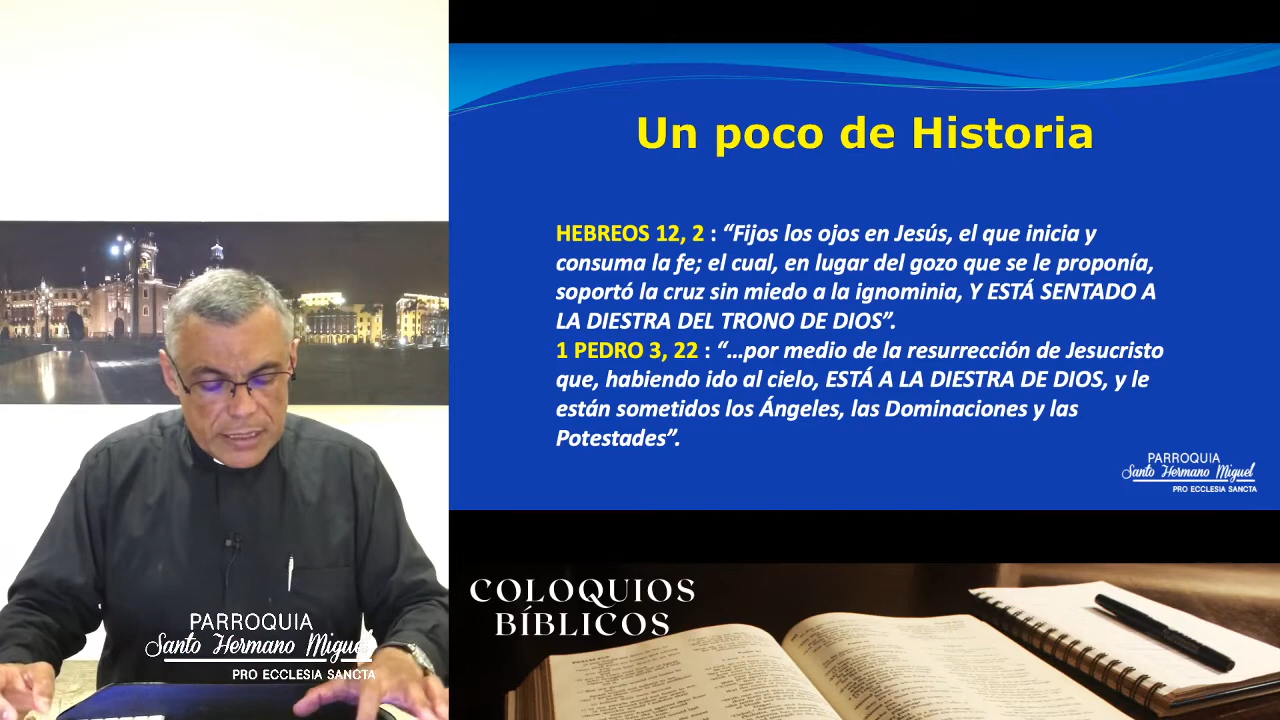 Un poco de Historia
HEBREOS 12, 2 : “Fijos los ojos en Jesús, el que inicia y
consuma la fe; el cual, en lugar del gozo que se le proponía,
soportó la cruz sin miedo a la ignominia, Y ESTÁ SENTADO A
LA DIESTRA DEL TRONO DE DIOS”.
1 PEDRO 3, 22 : “…por medio de la resurrección de Jesucristo
que, habiendo ido al cielo, ESTÁ A LA DIESTRA DE DIOS, y le
están sometidos los Ángeles, las Dominaciones y las
Potestades”.
PARROQUIA
Santo Hermano Miguel
PRO ECCLESIA SANCTA
COLOQUIOS
BÍBLICOS
PARROQUIA
Santo Hermano Miguel
PRO ECCLESIA SANCTA